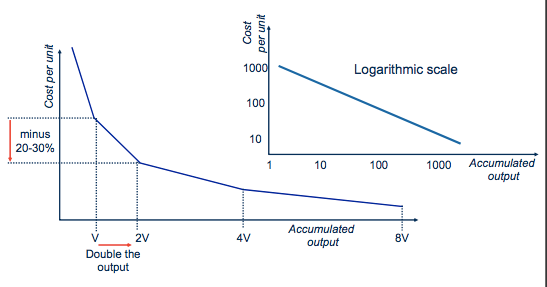 Cost per unit
minus
20-30%
V
2V
4V
8V
Double the
output
Accumulated
output
Cost
per unit
1000
100
10
Logarithmic scale
1
10
100
1000
Accumulated
output